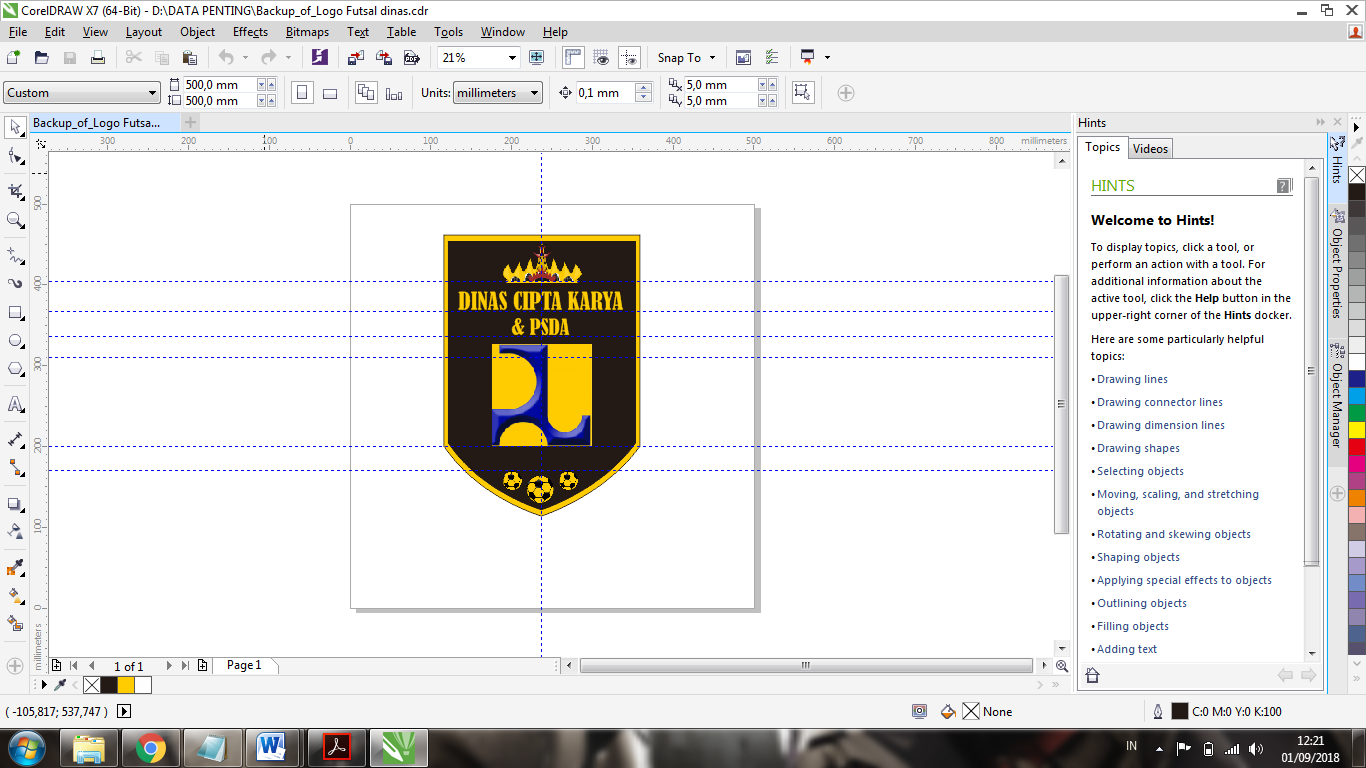 CorelDRAW X7 (64-Bit) - D:\DATA PENTING\Backup_of_Logo Futsal dinas.cdr
File Edit View Layout Object Effects Bitmaps Text Table Tools Window Help
21% Snap To
Custom 500,0 mm 500,0 mm Units: millimeters 0,1 mm 5,0 mm 5,0 mm
Backup_of_Logo Futsa...
300 200 100 0 100 200 300 400 500 600 700 800 millimeters
500
400
300
200
100
0
millimeters
DINAS CIPTA KARYA
& PSDA
1 of 1 Page 1
Hints
Topics Videos
HINTS
Welcome to Hints!
To display topics, click a tool, or
perform an action with a tool. For
additional information about the
active tool, click the Help button in the
upper-right corner of the Hints docker.
Here are some particularly helpful
topics:
• Drawing lines
• Drawing connector lines
• Drawing dimension lines
• Drawing shapes
• Selecting objects
• Moving, scaling, and stretching
objects
• Rotating and skewing objects
• Shaping objects
• Applying special effects to objects
• Outlining objects
• Filling objects
• Adding text
Hints
Object Properties
Object Manager
( -105,817; 537,747 ) None C:0 M:0 Y:0 K:100
IN 12:21
01/09/2018